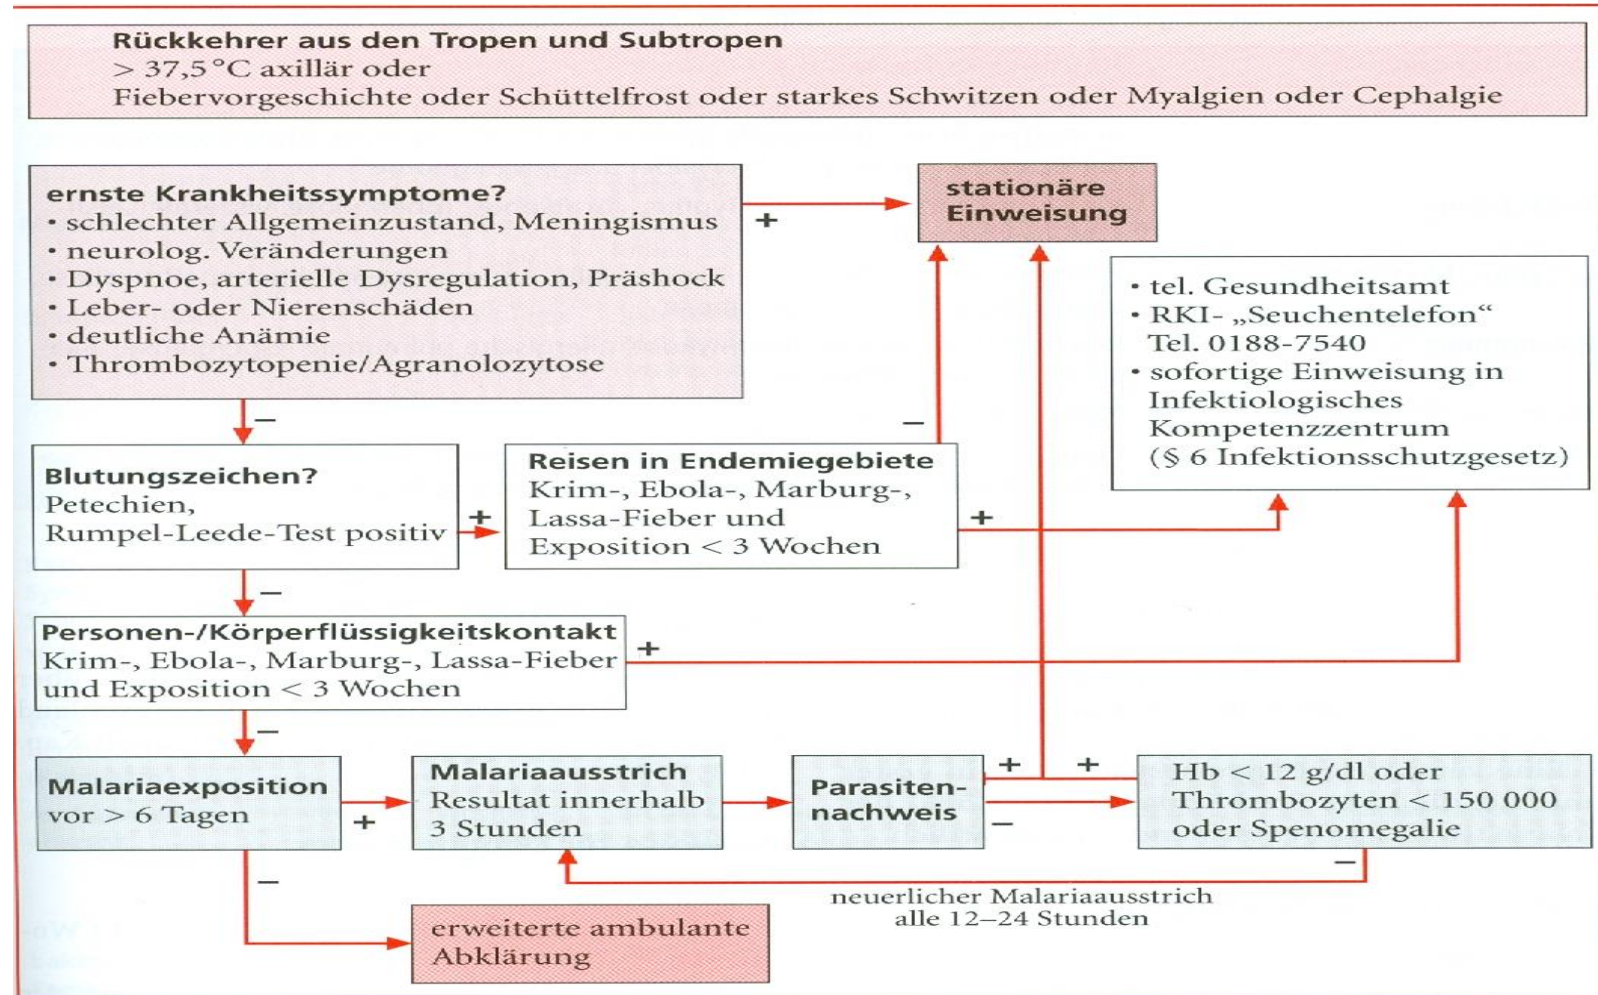 Rückkehrer aus den Tropen und Subtropen
> 37,5 °C axillär oder
Fiebervorgeschichte oder Schüttelfrost oder starkes Schwitzen oder Myalgien oder Cephalgie
ernste Krankheitssymptome?
• schlechter Allgemeinzustand, Meningismus
• neurolog. Veränderungen
• Dyspnoe, arterielle Dysregulation, Präshock
• Leber- oder Nierenschäden
• deutliche Anämie
• Thrombozytopenie/Agranolozytose
+
stationäre
Einweisung
• tel. Gesundheitsamt
• RKI- „Seuchentelefon“
Tel. 0188-7540
• sofortige Einweisung in
Infektiologisches
Kompetenzzentrum
(§ 6 Infektionsschutzgesetz)
–
–
Blutungszeichen?
Petechien,
Rumpel-Leede-Test positiv
+
Reisen in Endemiegebiete
Krim-, Ebola-, Marburg-,
Lassa-Fieber und
Exposition < 3 Wochen
+
–
Personen-/Körperflüssigkeitskontakt
Krim-, Ebola-, Marburg-, Lassa-Fieber
und Exposition < 3 Wochen
+
–
Malariaexposition
vor > 6 Tagen
+
Malariaausstrich
Resultat innerhalb
3 Stunden
Parasiten-
nachweis
+
+
–
Hb < 12 g/dl oder
Thrombozyten < 150 000
oder Spenomegalie
–
–
neuerlicher Malariaausstrich
alle 12–24 Stunden
erweiterte ambulante
Abklärung